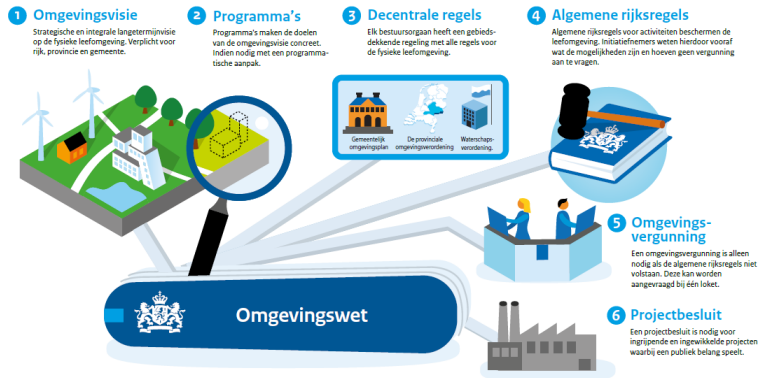 1 Omgevingsvisie
Strategische en integrale langetermijnvisie
op de fysieke leefomgeving. Verplicht voor
rijk, provincie en gemeente.
2 Programma's
Programma's maken de doelen
van de omgevingsvisie concreet.
Indien nodig met een programma-
tische aanpak.
3 Decentrale regels
Elk bestuursorgaan heeft een gebieds-
dekkende regeling met alle regels voor
de fysieke leefomgeving.
Gemeentelijk
omgevingsplan
De provinciale
omgevingsverordening
Waterschaps-
verordening.
4 Algemene rijksregels
Algemene rijksregels voor activiteiten beschermen de
leefomgeving. Initiatiefnemers weten hierdoor vooraf
wat de mogelijkheden zijn en hoeven geen vergunning
aan te vragen.
5 Omgevings-
vergunning
Een omgevingsvergunning is alleen
nodig als de algemene rijksregels niet
volstaan. Deze kan worden
aangevraagd bij één loket.
6 Projectbesluit
Een projectbesluit is nodig voor
ingrijpende en ingewikkelde projecten
waarbij een publiek belang speelt.
Omgevingswet